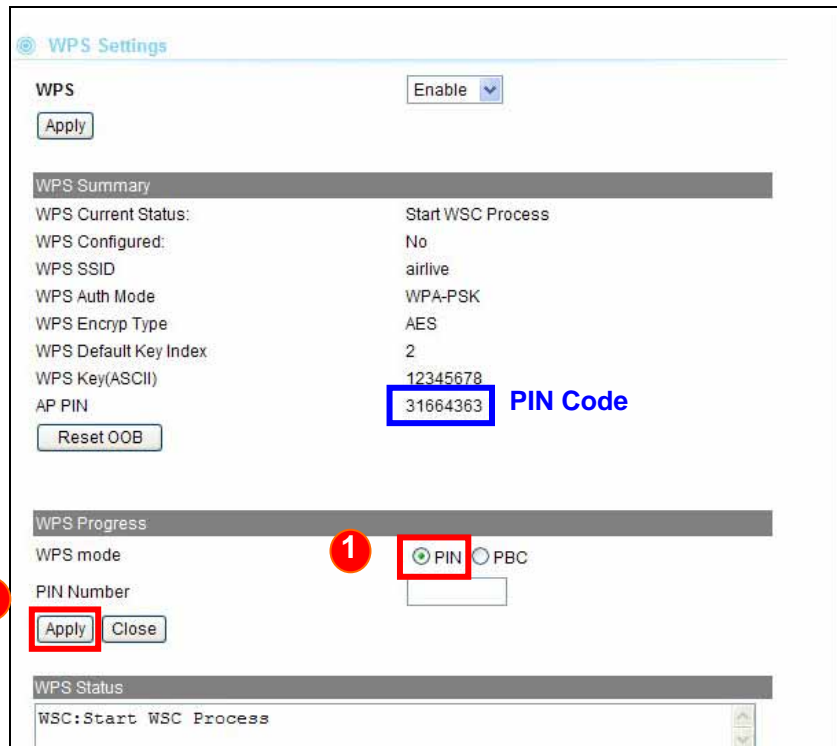 WPS Settings
WPS Enable
Apply
WPS Summary
WPS Current Status: Start WSC Process
WPS Configured: No
WPS SSID airlive
WPS Auth Mode WPA-PSK
WPS Encryp Type AES
WPS Default Key Index 2
WPS Key(ASCII) 12345678
AP PIN 31664363 PIN Code
Reset OOB
WPS Progress
WPS mode 1 PIN PBC
PIN Number
Apply Close
WPS Status
WSC:Start WSC Process